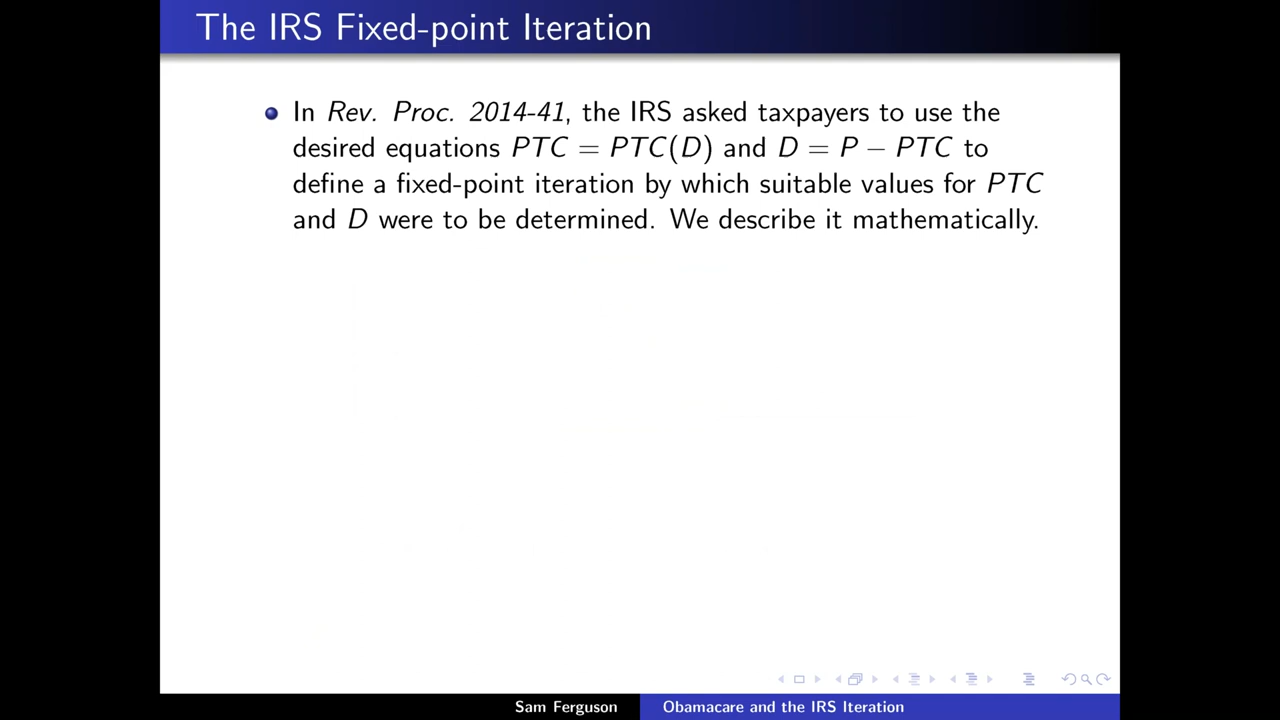 The IRS Fixed-point Iteration
In Rev. Proc. 2014-41, the IRS asked taxpayers to use the
desired equations PTC = PTC(D) and D = P − PTC to
define a fixed-point iteration by which suitable values for PTC
and D were to be determined. We describe it mathematically.
Sam Ferguson
Obamacare and the IRS Iteration